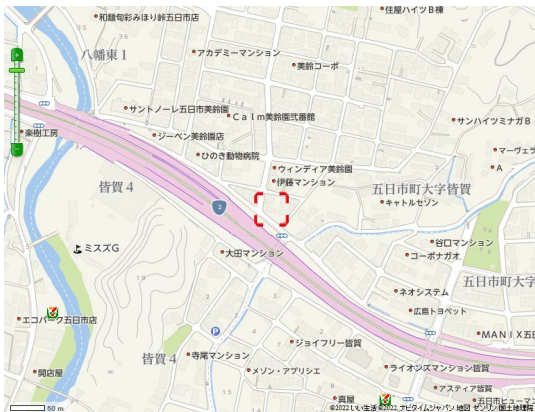 和麺旬彩みほり峠五日市店
住屋ハイツB棟
八幡東1
アカデミーマンション
美鈴コーポ
サントノーレ五日市美鈴園
Calm美鈴園弐番館
サンハイツミナガB
楽樹工房
ジーベン美鈴園店
ひのき動物病院
マーヴェラ
ウィンディア美鈴園
A
皆賀4
伊藤マンション
五日市町大字皆賀
2
キャトルセゾン
ミスズG
大田マンション
谷口マンション
コーポナガオ
五日市町大字
ネオシステム
エコパーク五日市店
広島トヨペット
P
MANIX五日
ジョイフリー皆賀
皆賀4
寺尾マンション
開店屋
メゾン・アプリシエ
ライオンズマンション皆賀
アスティア皆賀
真屋
五日市ヒューマ
50 m
©2022 いい生活 ©2022 ナビタイムジャパン 地図 ゼンリン/国土地理院